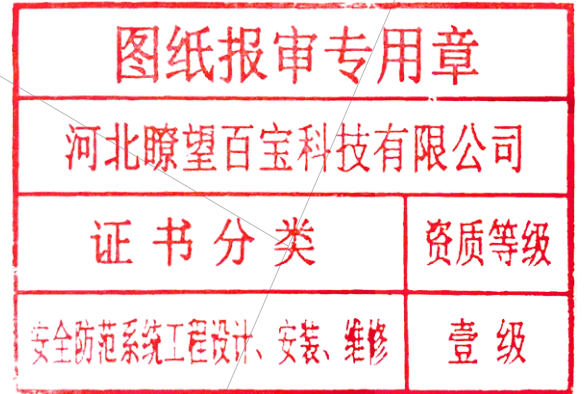 图纸报审专用章
河北瞭望百宝科技有限公司
证书分类 资质等级
安全防范系统工程设计、安装、维修 壹级